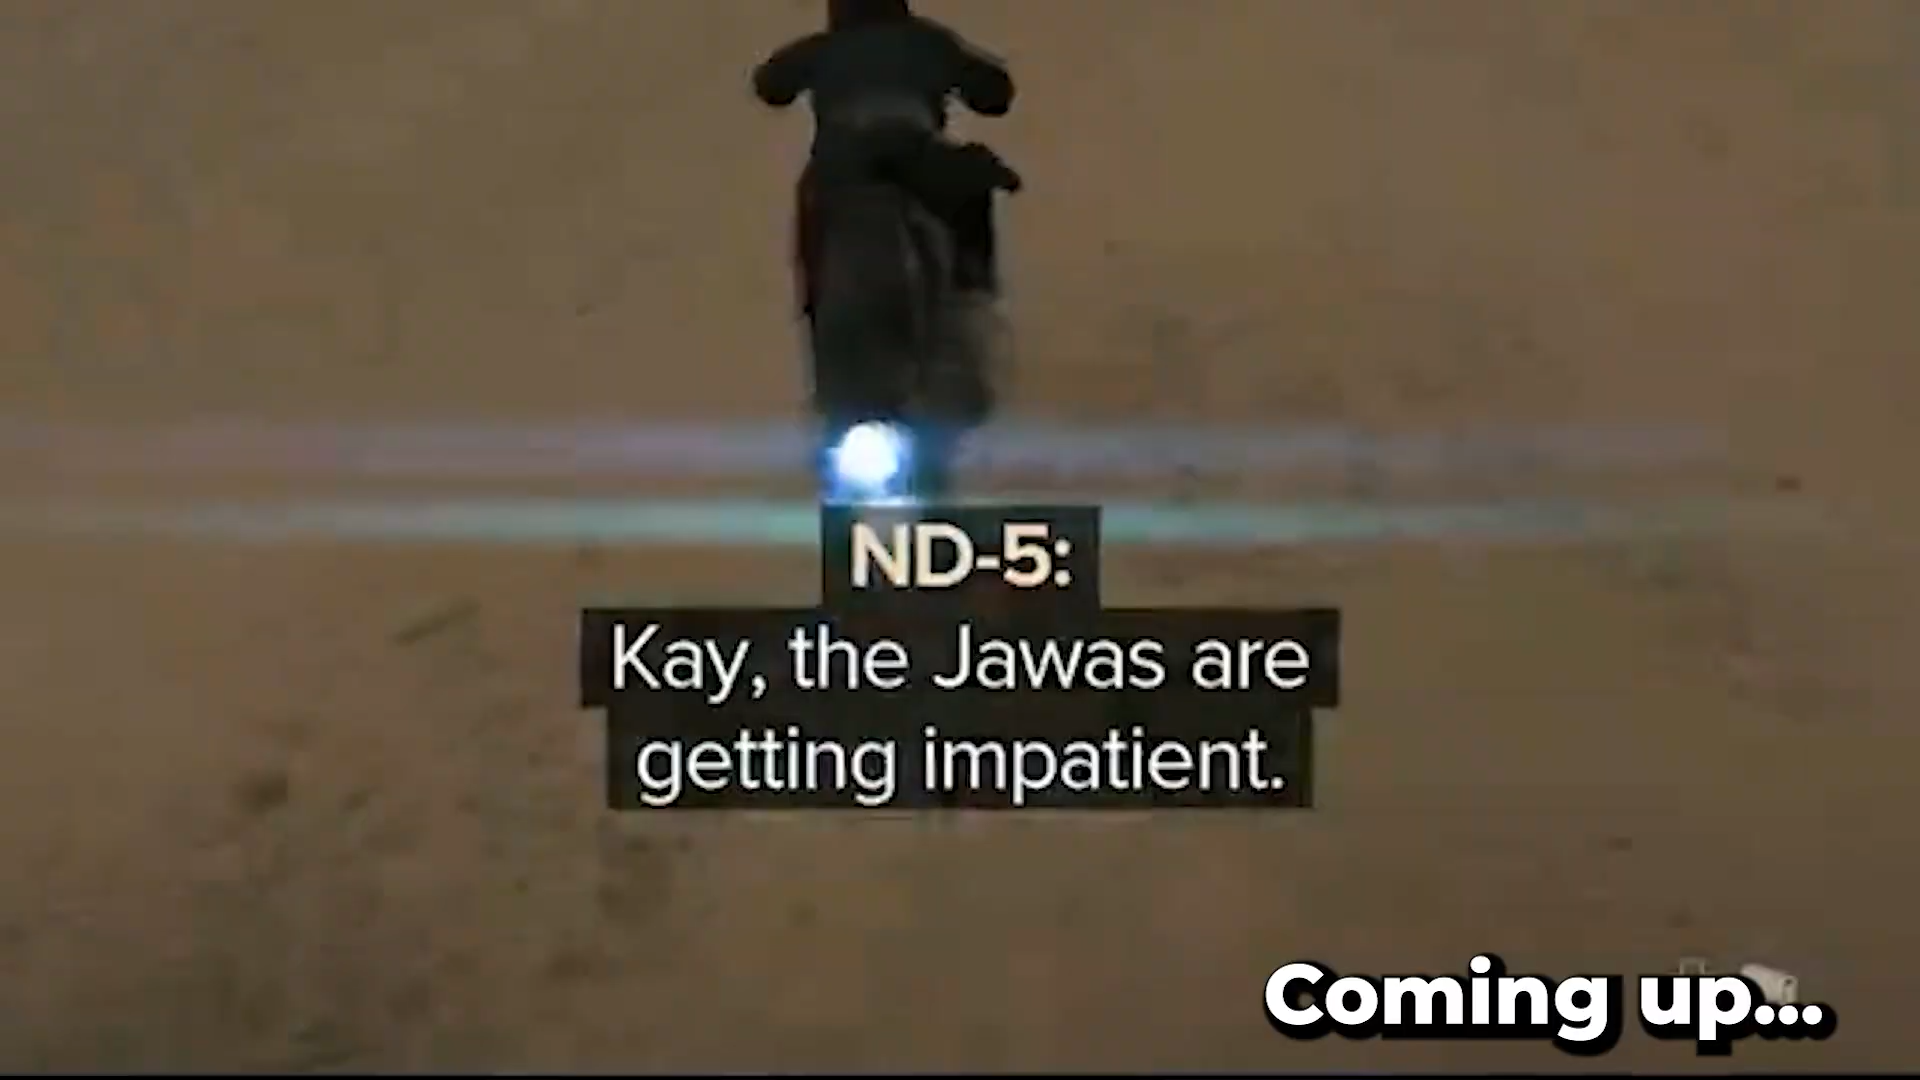 ND-5:
Kay, the Jawas are
getting impatient.
Coming up...